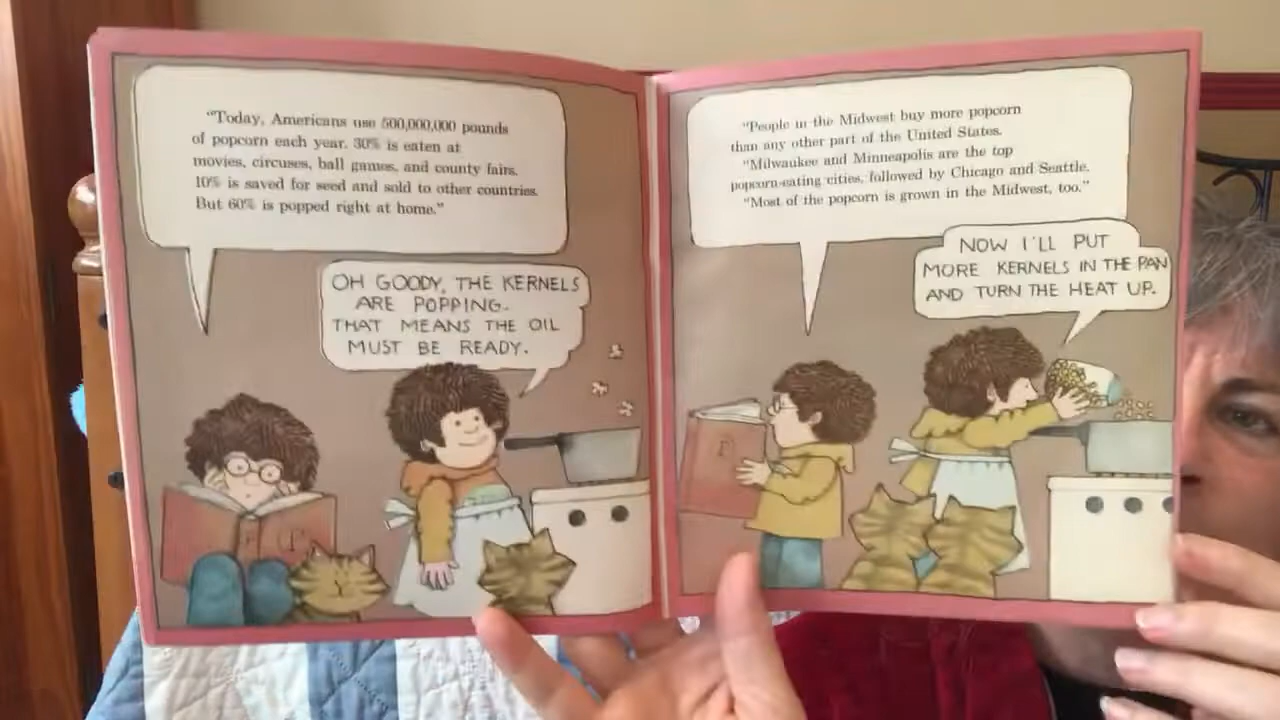 “Today, Americans use 500,000,000 pounds
of popcorn each year. 30% is eaten at
movies, circuses, ball games, and county fairs.
10% is saved for seed and sold to other countries.
But 60% is popped right at home.”
OH GOODY, THE KERNELS
ARE POPPING.
THAT MEANS THE OIL
MUST BE READY.
“People in the Midwest buy more popcorn
than any other part of the United States.
“Milwaukee and Minneapolis are the top
popcorn-eating cities, followed by Chicago and Seattle.
“Most of the popcorn is grown in the Midwest, too.”
NOW I'LL PUT
MORE KERNELS IN THE PAN
AND TURN THE HEAT UP.
P
P